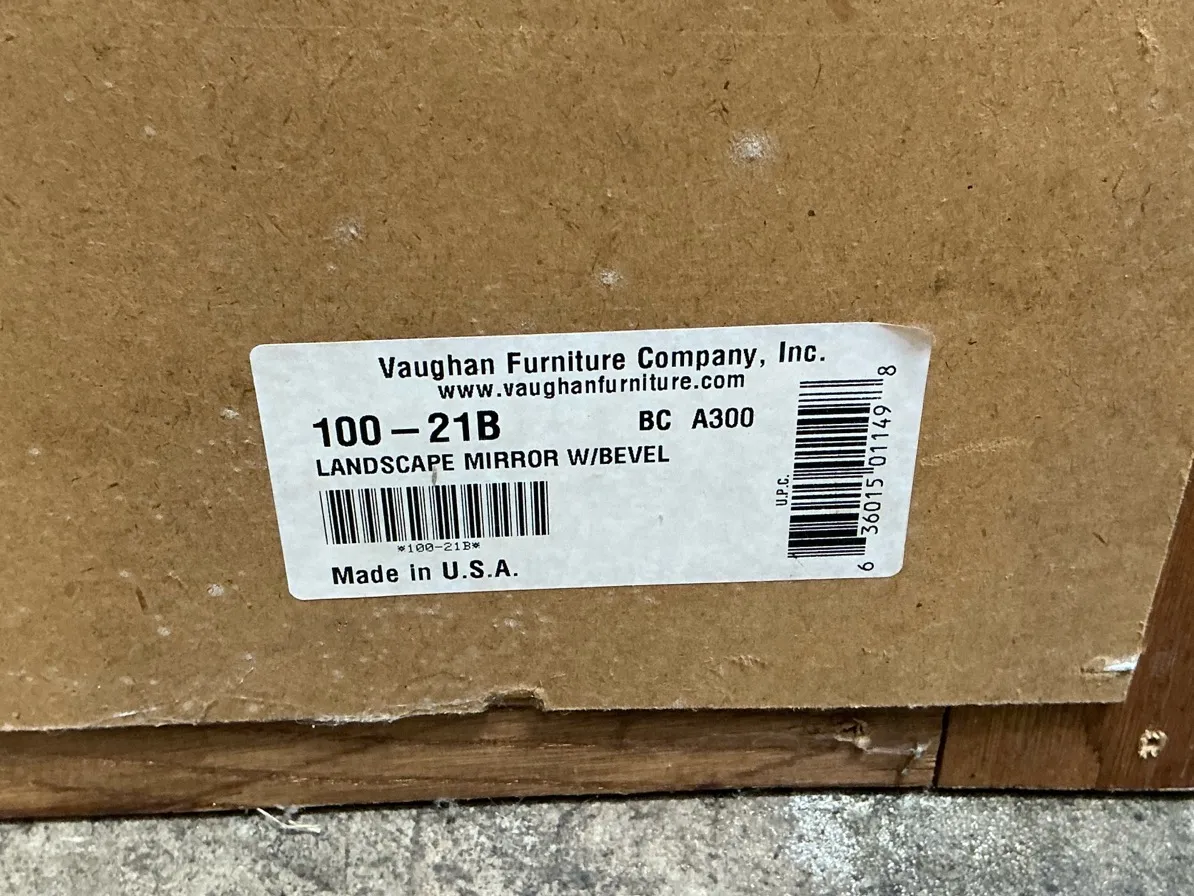 Vaughan Furniture Company, Inc.
www.vaughanfurniture.com
100-21B BC A300
LANDSCAPE MIRROR W/BEVEL
*100-21B*
Made in U.S.A.
U.P.C.
6 36015 01149 8